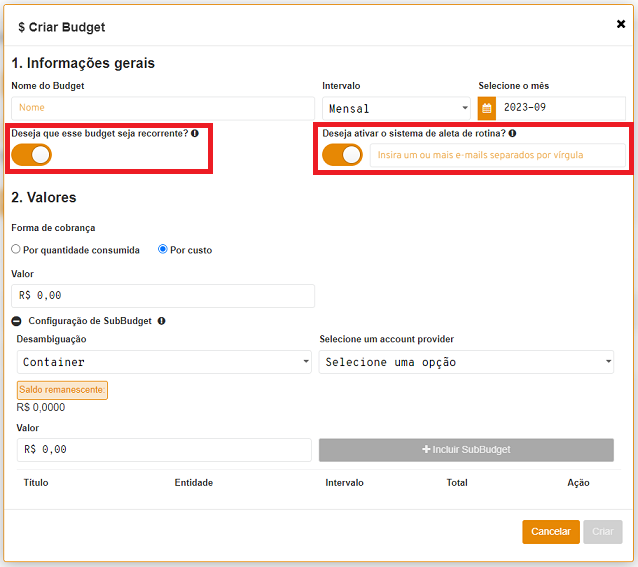 $ Criar Budget
1. Informações gerais
Nome do Budget
Intervalo
Selecione o mês
Nome
Mensal
2023-09
Deseja que esse budget seja recorrente?
Deseja ativar o sistema de aleta de rotina?
Insira um ou mais e-mails separados por vírgula
2. Valores
Forma de cobrança
Por quantidade consumida
Por custo
Valor
R$ 0,00
Configuração de SubBudget
Desambiguação
Selecione um account provider
Container
Selecione uma opção
Saldo remanescente:
R$ 0,0000
Valor
R$ 0,00
+ Incluir SubBudget
Título Entidade Intervalo Total Ação
Cancelar
Criar